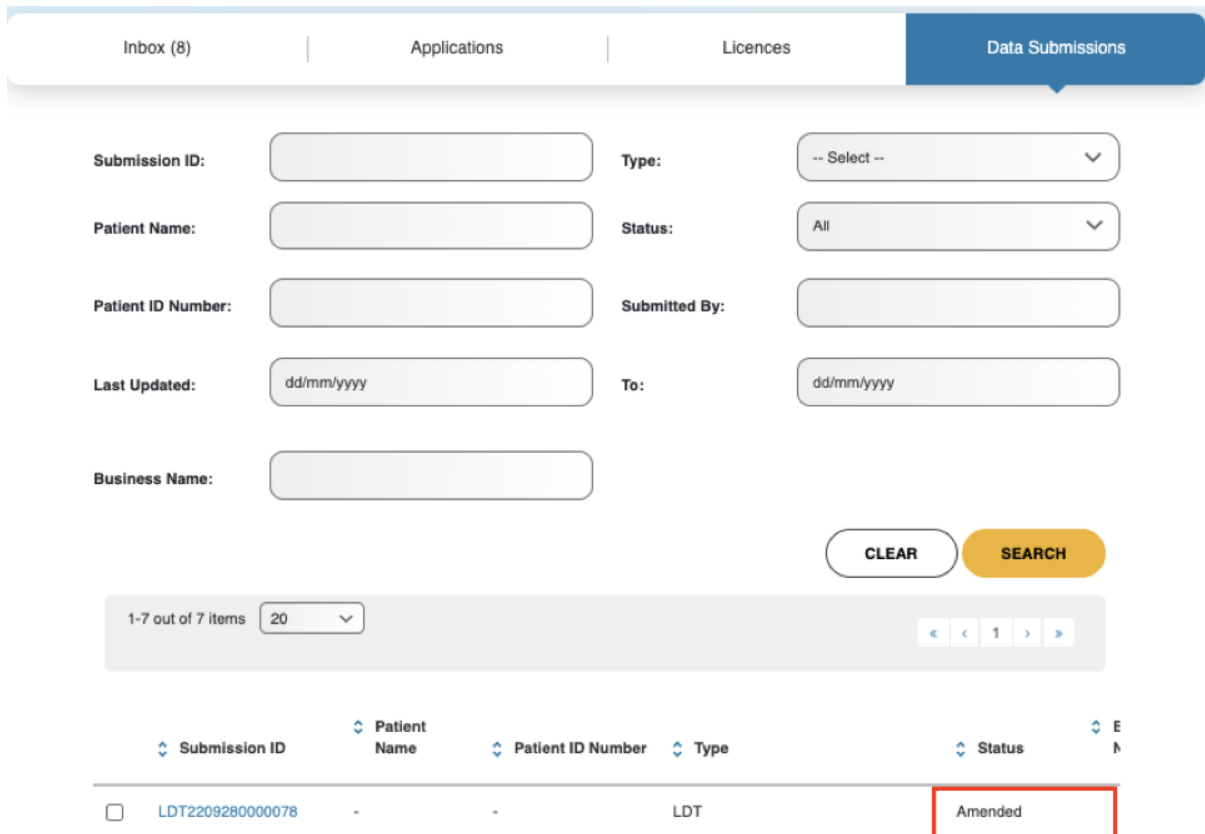 Inbox (8) Applications Licences Data Submissions
Submission ID: Type: -- Select --
Patient Name: Status: All
Patient ID Number: Submitted By:
Last Updated: dd/mm/yyyy To: dd/mm/yyyy
Business Name:
CLEAR SEARCH
1-7 out of 7 items 20 « ‹ 1 › »
Submission ID Patient Name Patient ID Number Type Status
LDT2209280000078 - - LDT Amended